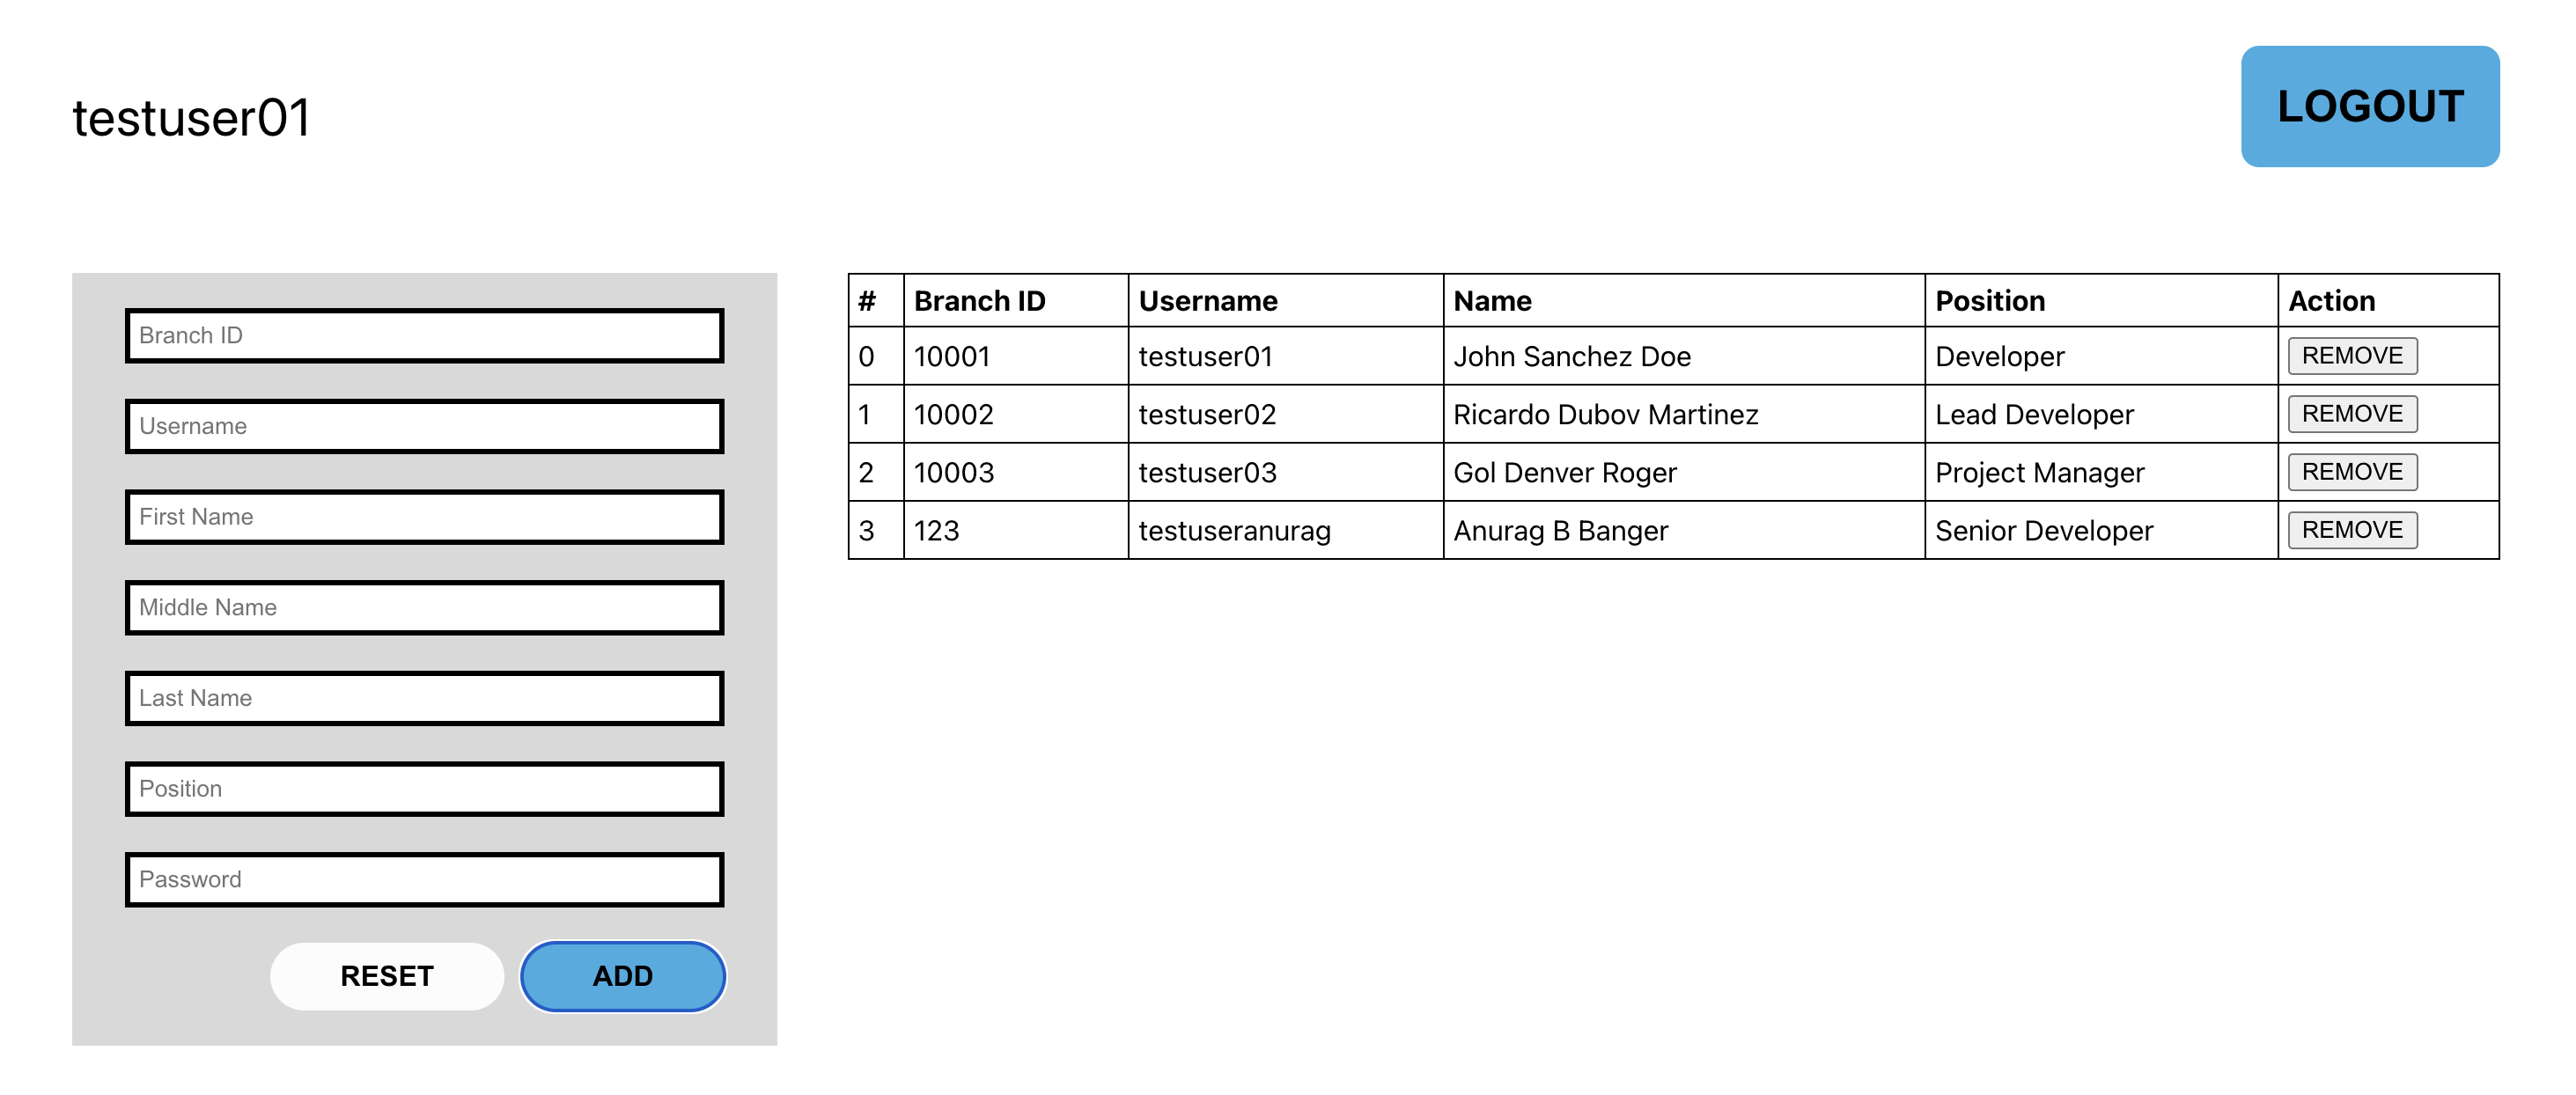 testuser01
LOGOUT
Branch ID
Username
First Name
Middle Name
Last Name
Position
Password
RESET ADD
# Branch ID Username Name Position Action
0 10001 testuser01 John Sanchez Doe Developer REMOVE
1 10002 testuser02 Ricardo Dubov Martinez Lead Developer REMOVE
2 10003 testuser03 Gol Denver Roger Project Manager REMOVE
3 123 testuseranurag Anurag B Banger Senior Developer REMOVE